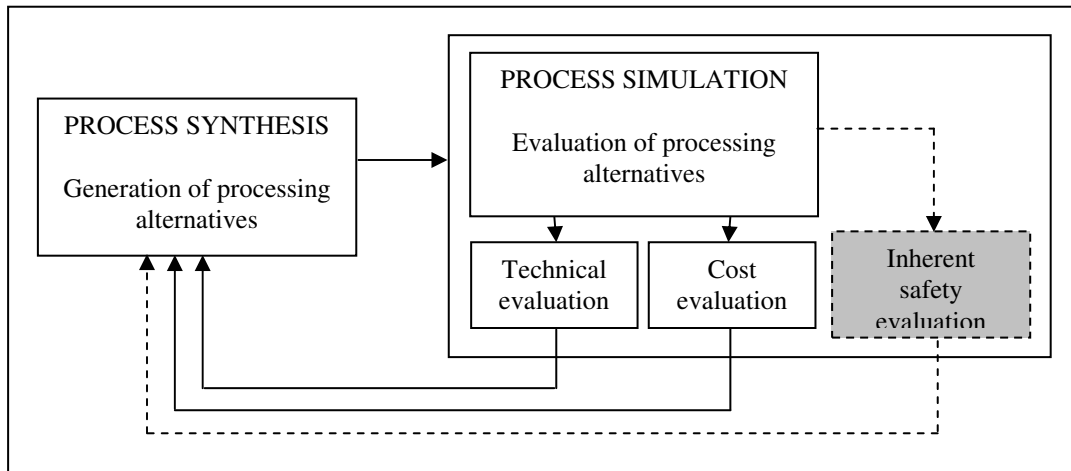 PROCESS SYNTHESIS
Generation of processing
alternatives
PROCESS SIMULATION
Evaluation of processing
alternatives
Technical
evaluation
Cost
evaluation
Inherent
safety
evaluation